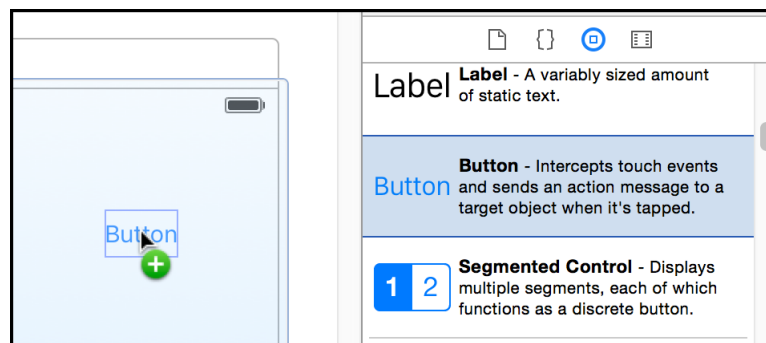 Button
Label
Label - A variably sized amount
of static text.
Button
Button - Intercepts touch events
and sends an action message to a
target object when it's tapped.
1 2
Segmented Control - Displays
multiple segments, each of which
functions as a discrete button.